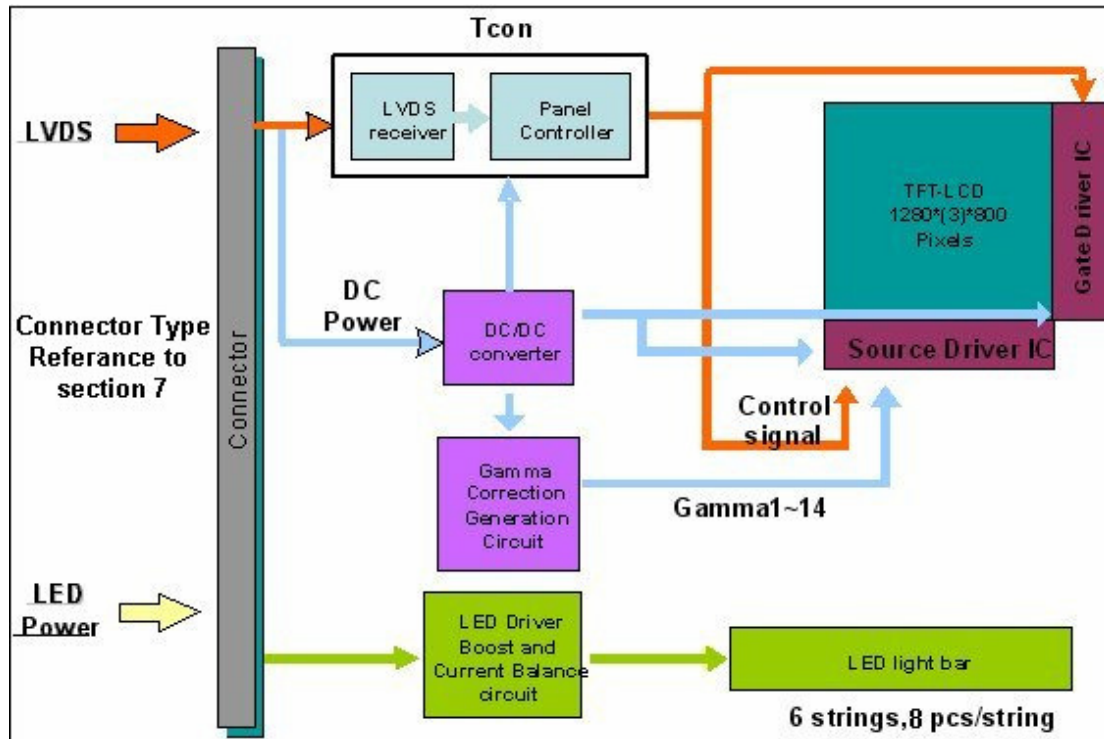 Tcon
LVDS
LVDS
receiver
Panel
Controller
TFT-LCD
1280*(3)*800
Pixels
Gate Driver IC
Source Driver IC
Connector Type
Referance to
section 7
Connector
DC
Power
DC/DC
converter
Control
signal
Gamma
Correction
Generation
Circuit
Gamma1~14
LED
Power
LED Driver
Boost and
Current Balance
circuit
LED light bar
6 strings,8 pcs/string